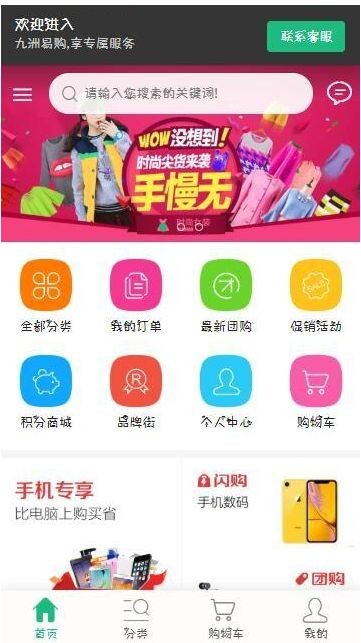 欢迎进入
九洲易购,享专属服务
联系客服
请输入您搜索的关键词!
WOW没想到!
时尚尖货来袭
手慢无
时尚女装
全部分类
我的订单
最新团购
促销活动
积分商城
品牌街
个人中心
购物车
手机专享
比电脑上购买省
闪购
手机数码
团购
首页
分类
购物车
我的